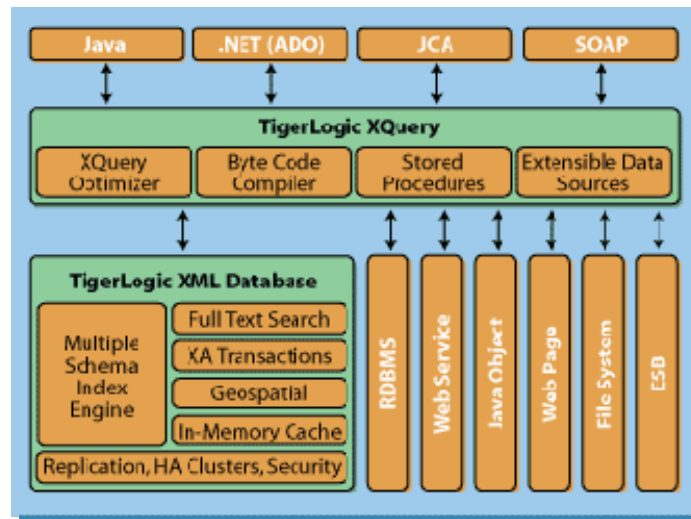 Java
.NET (ADO)
JCA
SOAP
TigerLogic XQuery
XQuery
Optimizer
Byte Code
Compiler
Stored
Procedures
Extensible Data
Sources
TigerLogic XML Database
Multiple
Schema
Index
Engine
Full Text Search
XA Transactions
Geospatial
In-Memory Cache
Replication, HA Clusters, Security
RDBMS
Web Service
Java Object
Web Page
File System
ESB